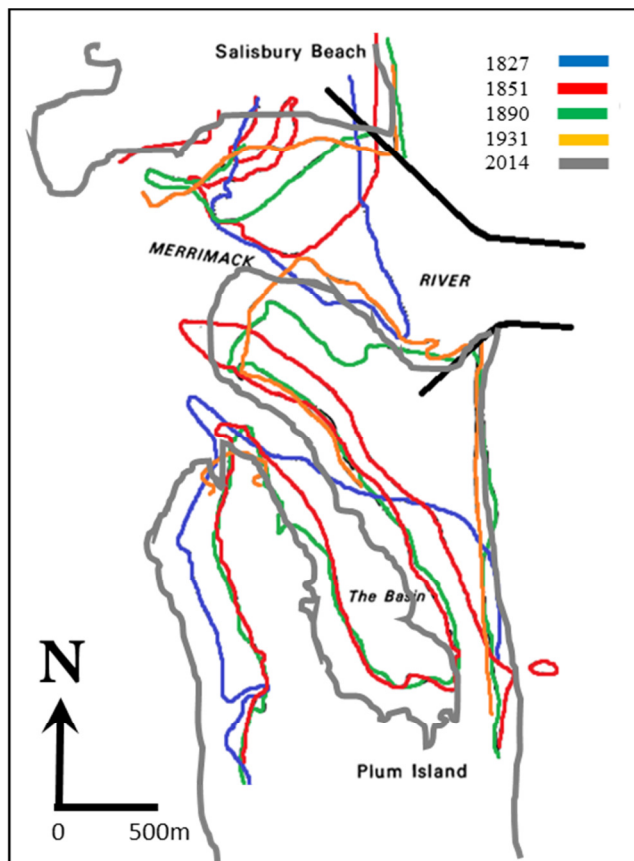 Salisbury Beach
1827
1851
1890
1931
2014
MERRIMACK
RIVER
The Basin
N
Plum Island
0 500m